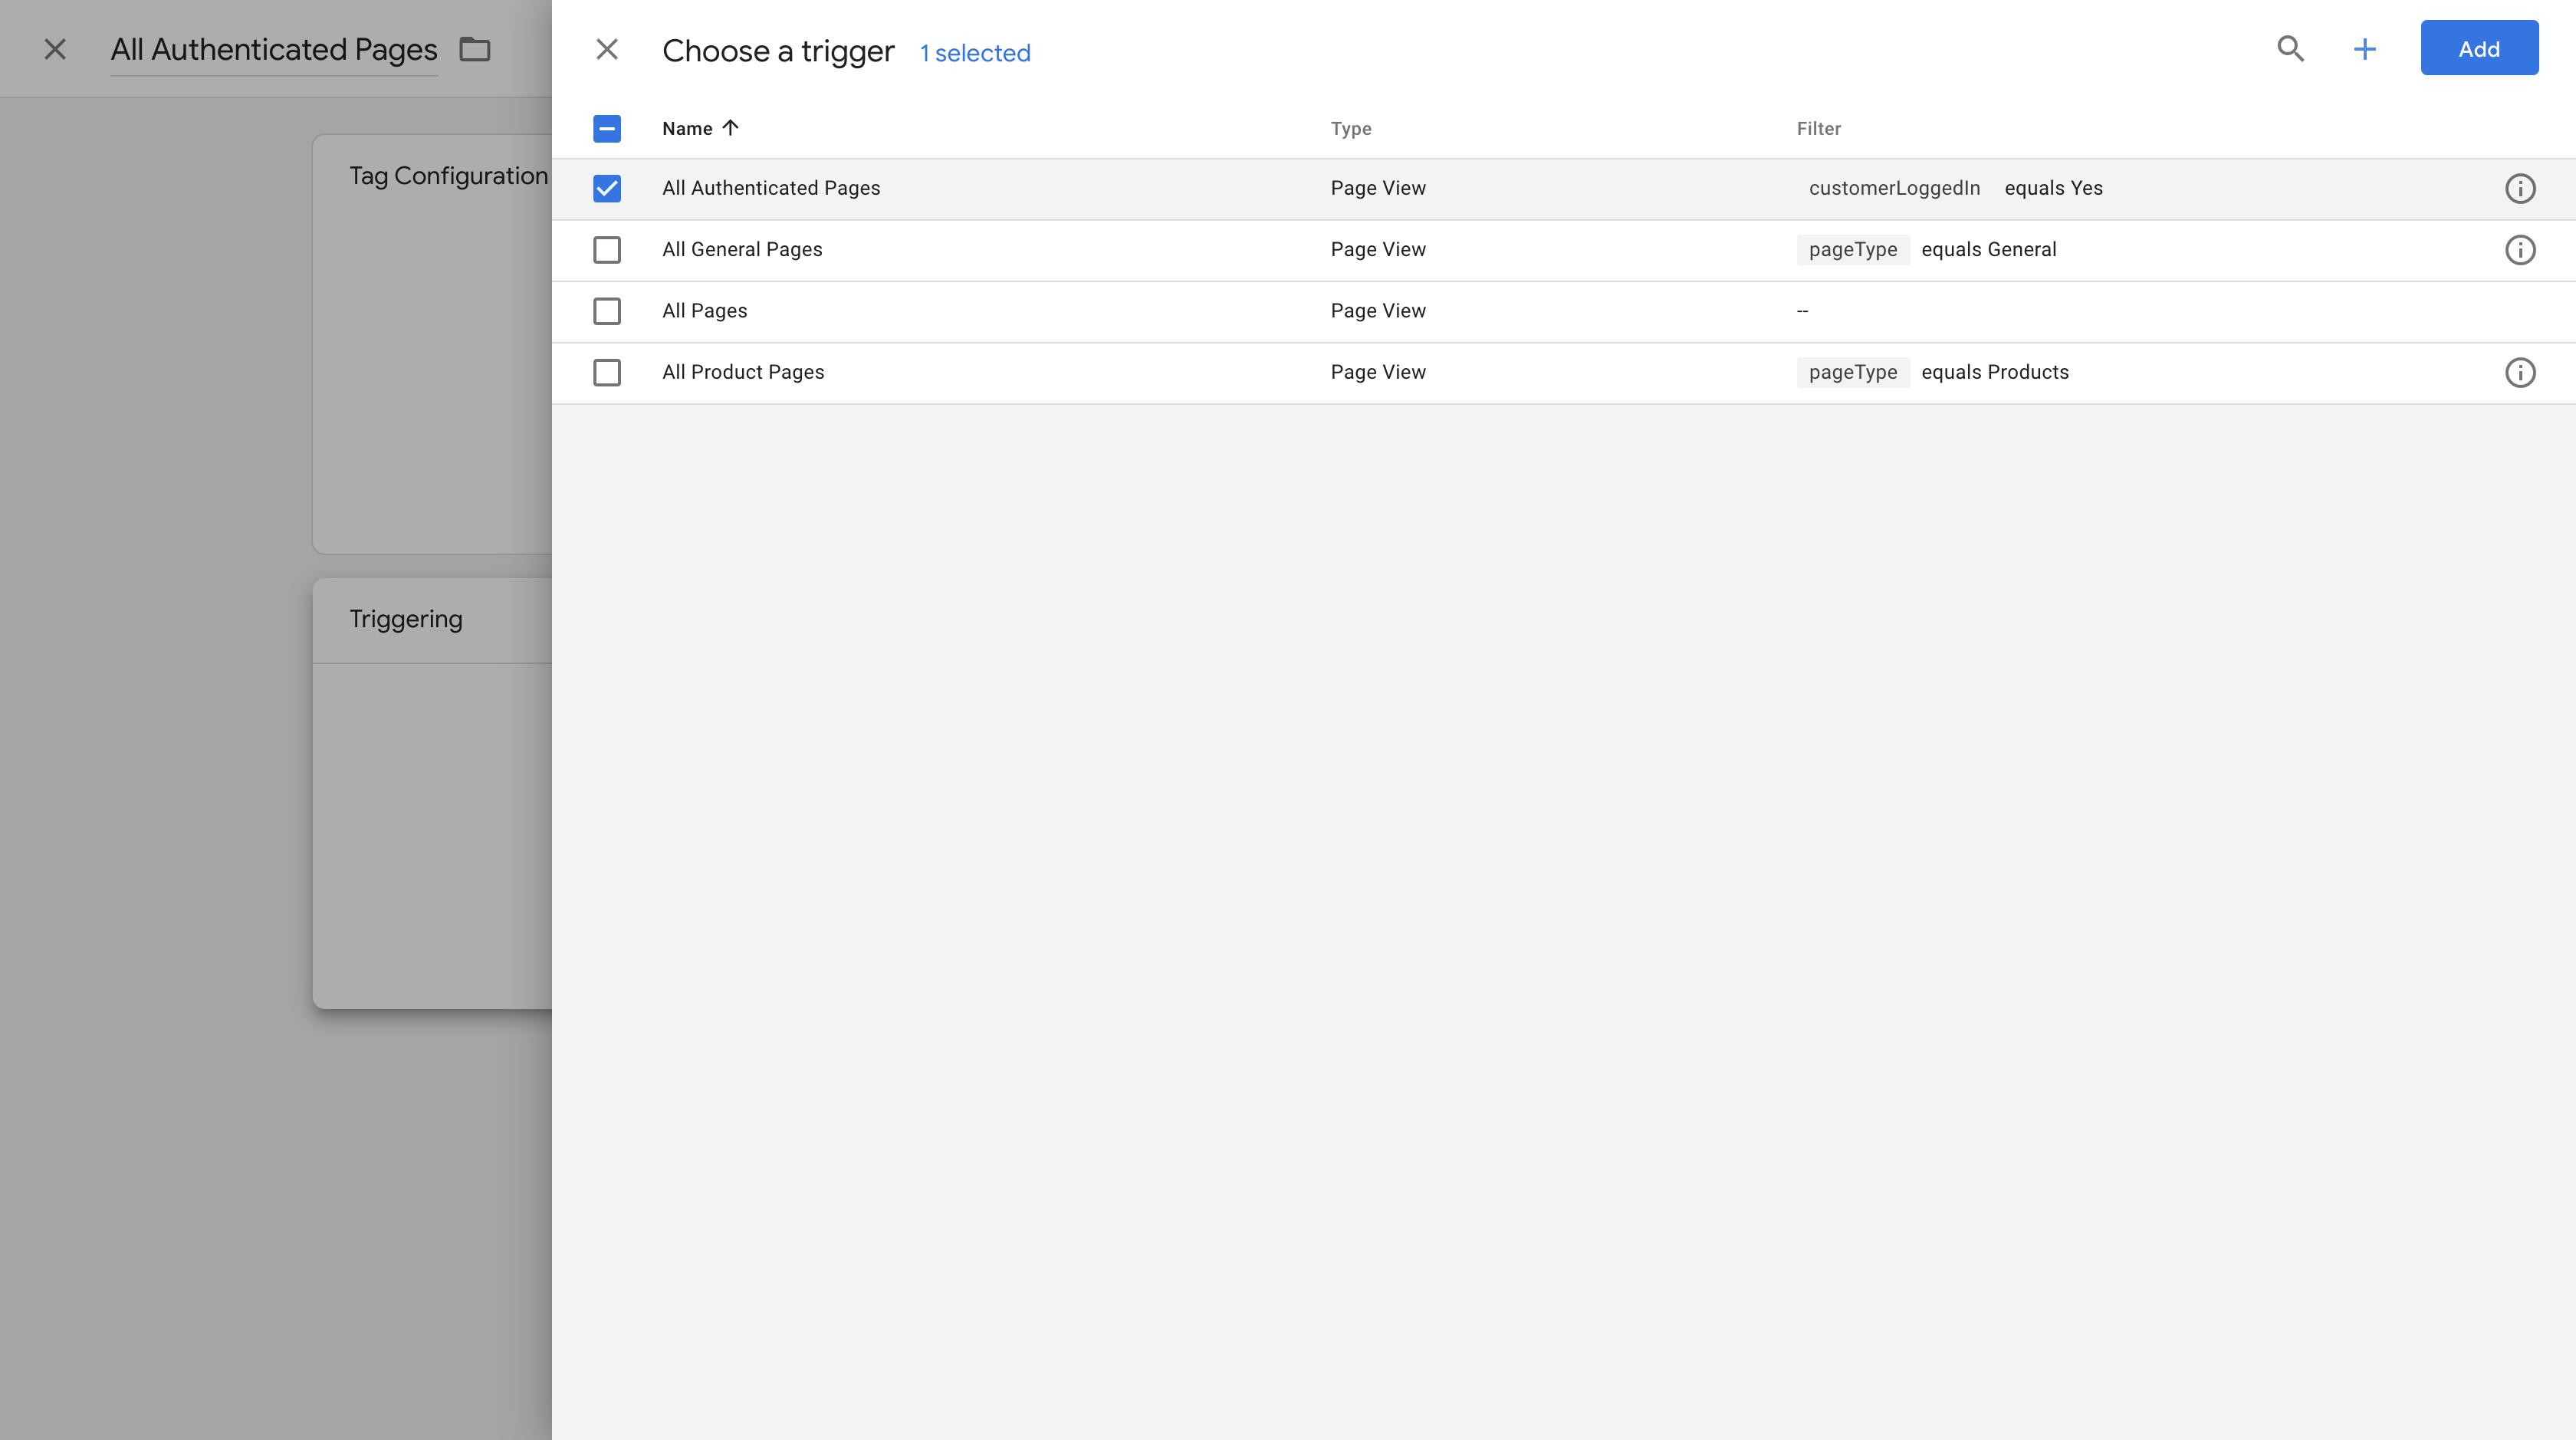 All Authenticated Pages
Choose a trigger 1 selected
Add
Name Type Filter
All Authenticated Pages Page View customerLoggedIn equals Yes
All General Pages Page View pageType equals General
All Pages Page View --
All Product Pages Page View pageType equals Products
Tag Configuration
Triggering